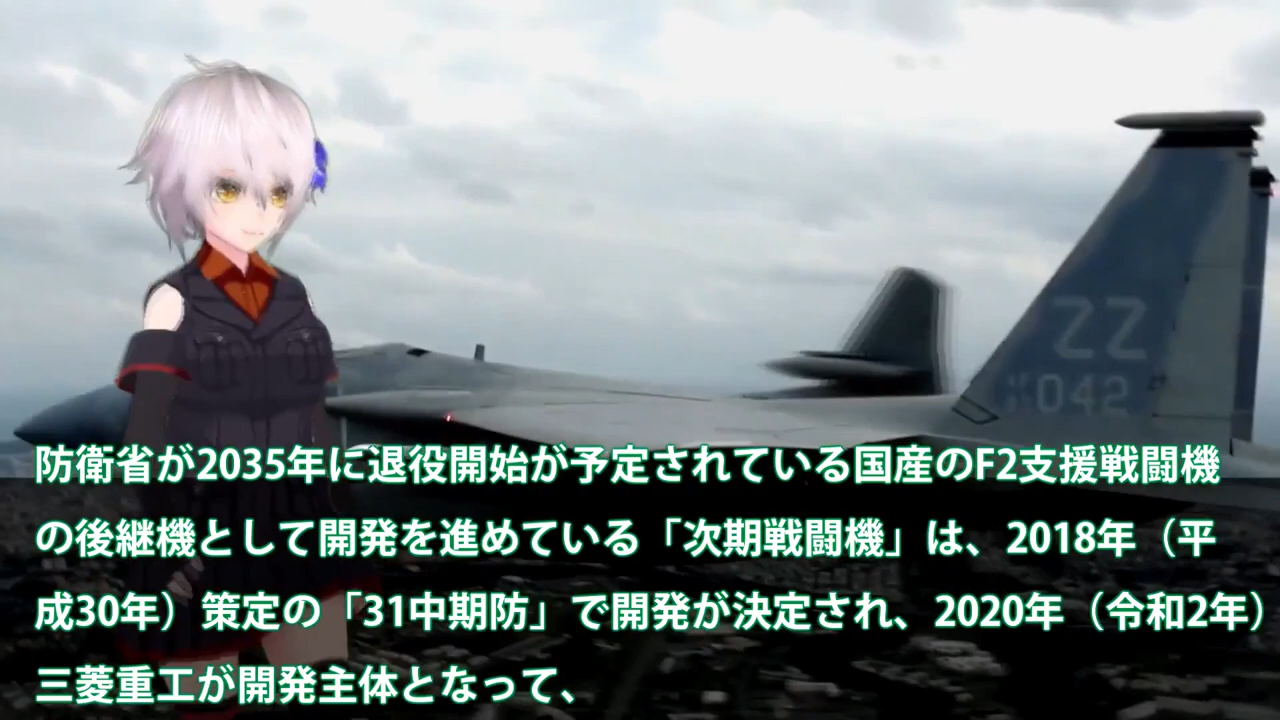 ZZ
042
防衛省が2035年に退役開始が予定されている国産のF2支援戦闘機
の後継機として開発を進めている「次期戦闘機」は、2018年（平
成30年）策定の「31中期防」で開発が決定され、2020年（令和2年）
三菱重工が開発主体となって、